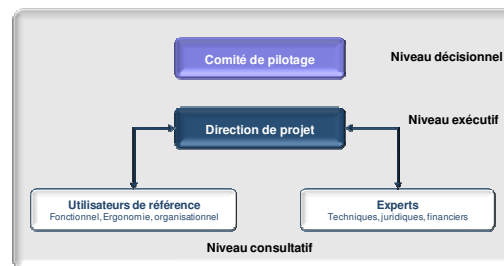 Comité de pilotage
Niveau décisionnel
Direction de projet
Niveau exécutif
Utilisateurs de référence
Fonctionnel, Ergonomie, organisationnel
Experts
Techniques, juridiques, financiers
Niveau consultatif